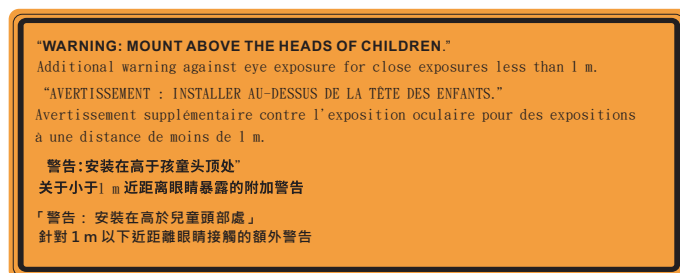 “WARNING: MOUNT ABOVE THE HEADS OF CHILDREN.”
Additional warning against eye exposure for close exposures less than 1 m.
“AVERTISSEMENT : INSTALLER AU-DESSUS DE LA TÊTE DES ENFANTS.”
Avertissement supplémentaire contre l'exposition oculaire pour des expositions
à une distance de moins de 1 m.
警告:安装在高于孩童头顶处”
关于小于1 m 近距离眼睛暴露的附加警告
「警告： 安裝在高於兒童頭部處」
針對 1 m 以下近距離眼睛接觸的額外警告